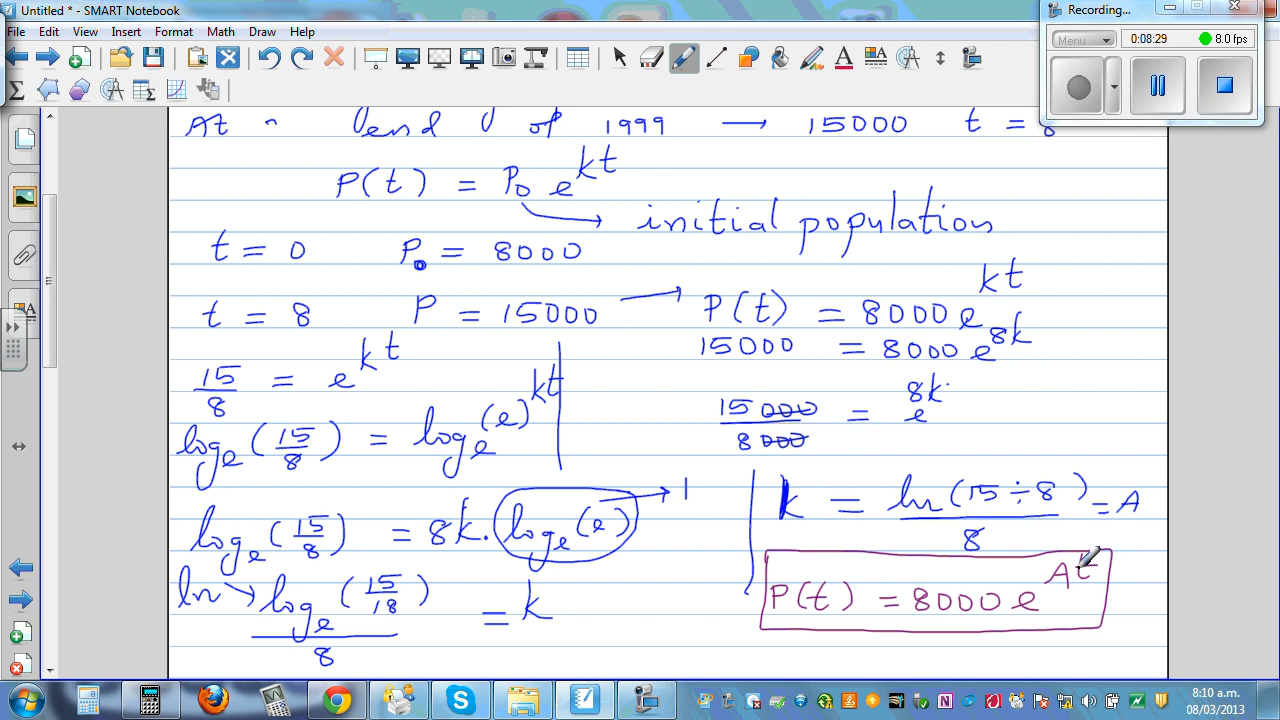 Untitled * - SMART Notebook
Recording...
File Edit View Insert Format Math Draw Help
Menu 0:08:29 8.0 fps
At end of 1999 → 15000 t = 8
P(t) = P₀ e^kt
→ initial population
t = 0 P₀ = 8000
t = 8 P = 15000 → P(t) = 8000 e^kt
15000 = 8000 e^8k
15/8 = e^kt
15000/8000 = e^8k
logₑ(15/8) = logₑ(e)^kt
k = ln(15÷8)/8 = A
logₑ(15/8) = 8k. logₑ(e) → 1
ln → logₑ(15/18)/8 = k
P(t) = 8000 e^At
8:10 a.m.
08/03/2013